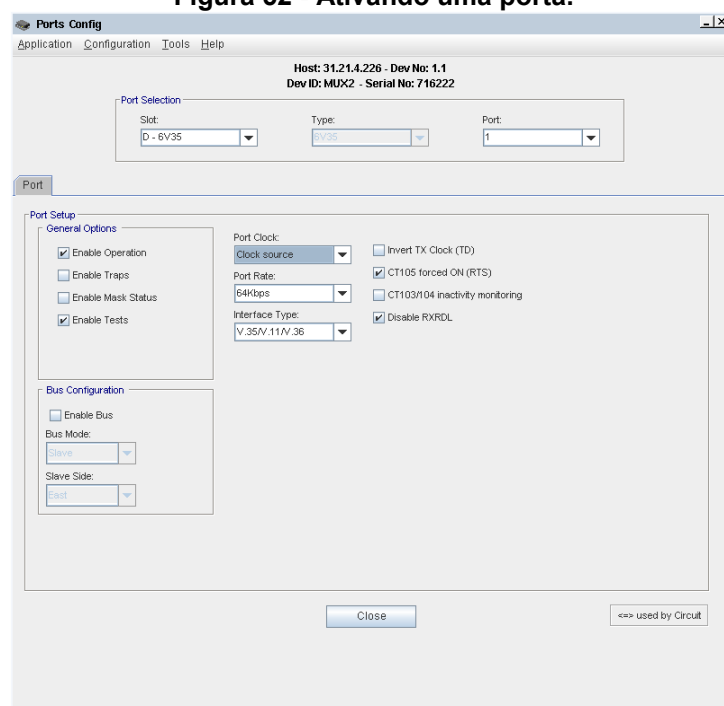 Figura 62 - Ativando uma porta.
Ports Config
Application Configuration Tools Help
Host: 31.21.4.226 - Dev No: 1.1
Dev ID: MUX2 - Serial No: 716222
Port Selection
Slot: Type: Port:
D - 6V35 6V35 1
Port
Port Setup
General Options
Enable Operation
Enable Traps
Enable Mask Status
Enable Tests
Port Clock:
Clock source
Port Rate:
64Kbps
Interface Type:
V.35/V.11/V.36
Invert TX Clock (TD)
CT105 forced ON (RTS)
CT103/104 inactivity monitoring
Disable RXRDL
Bus Configuration
Enable Bus
Bus Mode:
Slave
Slave Side:
East
Close
<=> used by Circuit